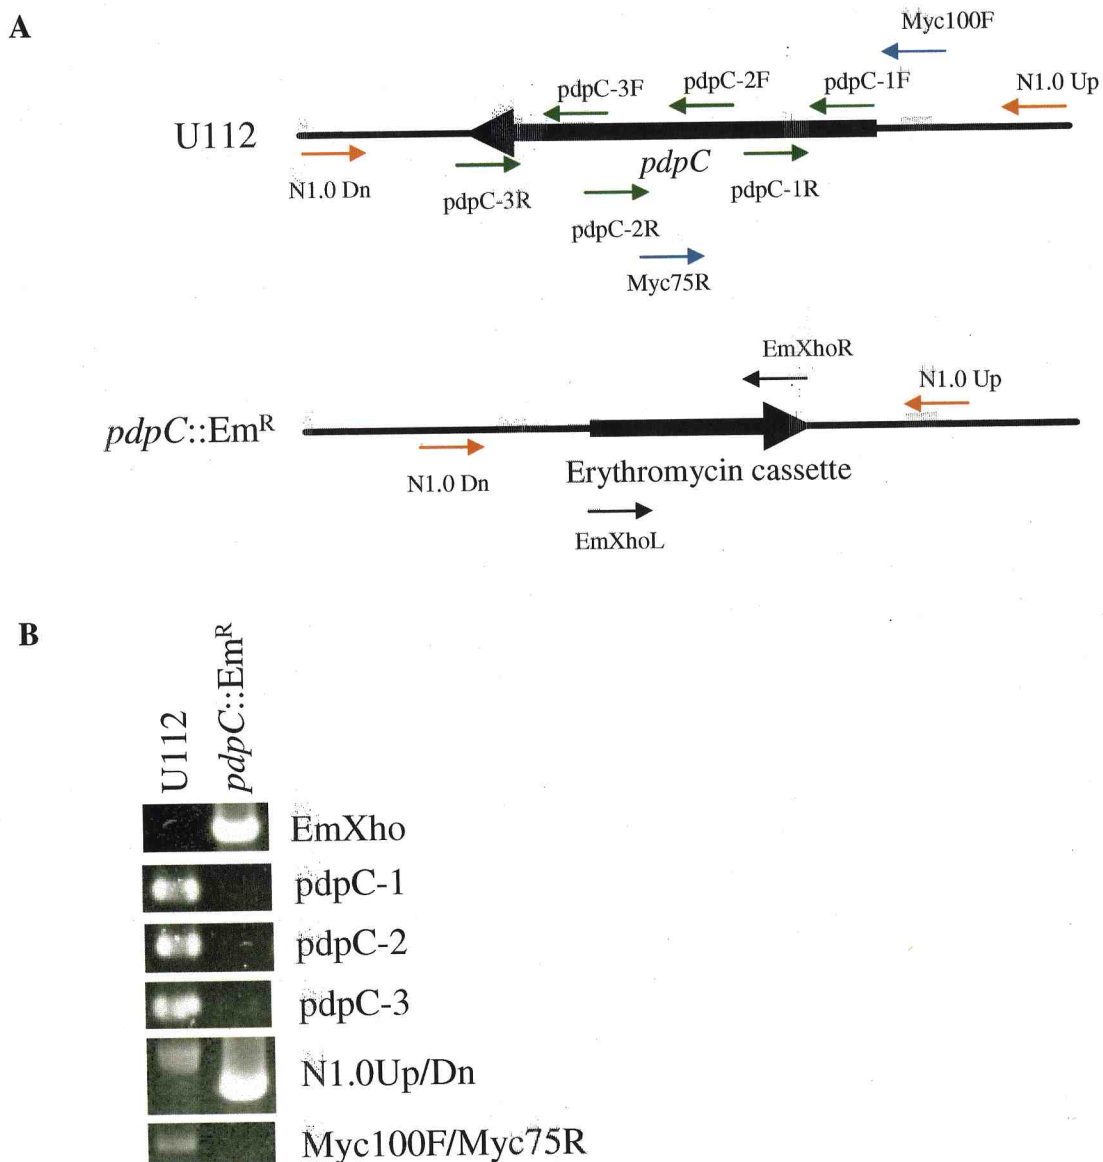 A
Myc100F
pdpC-3F
pdpC-2F
pdpC-1F
N1.0 Up
U112
N1.0 Dn
pdpC-3R
pdpC
pdpC-1R
pdpC-2R
Myc75R
EmXhoR
N1.0 Up
pdpC::Emᴿ
N1.0 Dn
Erythromycin cassette
EmXhoL
B
U112
pdpC::Emᴿ
EmXho
pdpC-1
pdpC-2
pdpC-3
N1.0Up/Dn
Myc100F/Myc75R